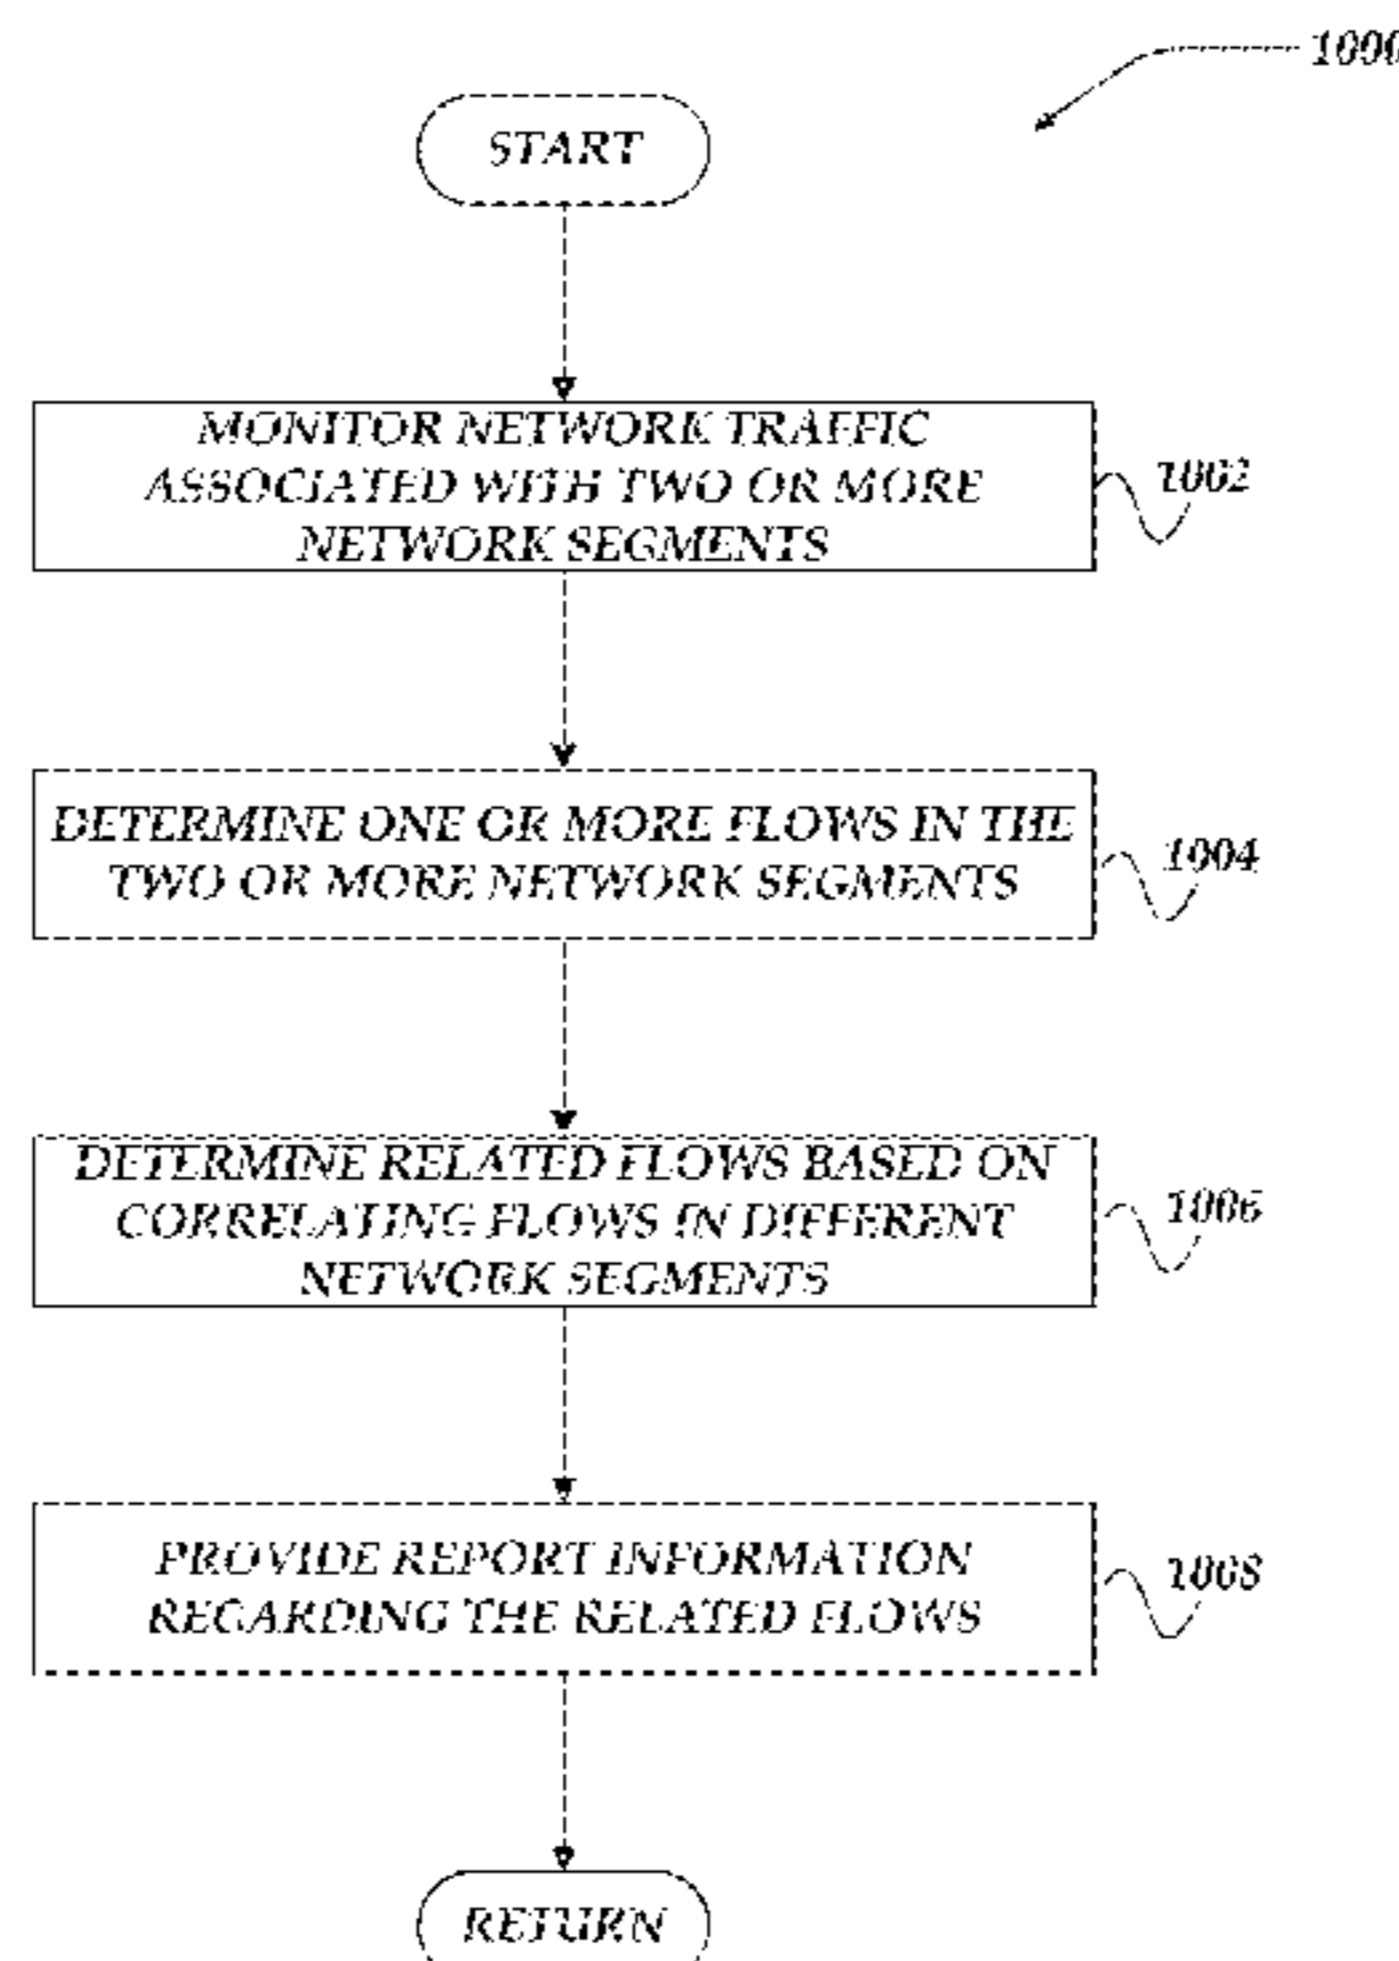 1000
START
MONITOR NETWORK TRAFFIC
ASSOCIATED WITH TWO OR MORE
NETWORK SEGMENTS
1002
DETERMINE ONE OR MORE FLOWS IN THE
TWO OR MORE NETWORK SEGMENTS
1004
DETERMINE RELATED FLOWS BASED ON
CORRELATING FLOWS IN DIFFERENT
NETWORK SEGMENTS
1006
PROVIDE REPORT INFORMATION
REGARDING THE RELATED FLOWS
1008
RETURN